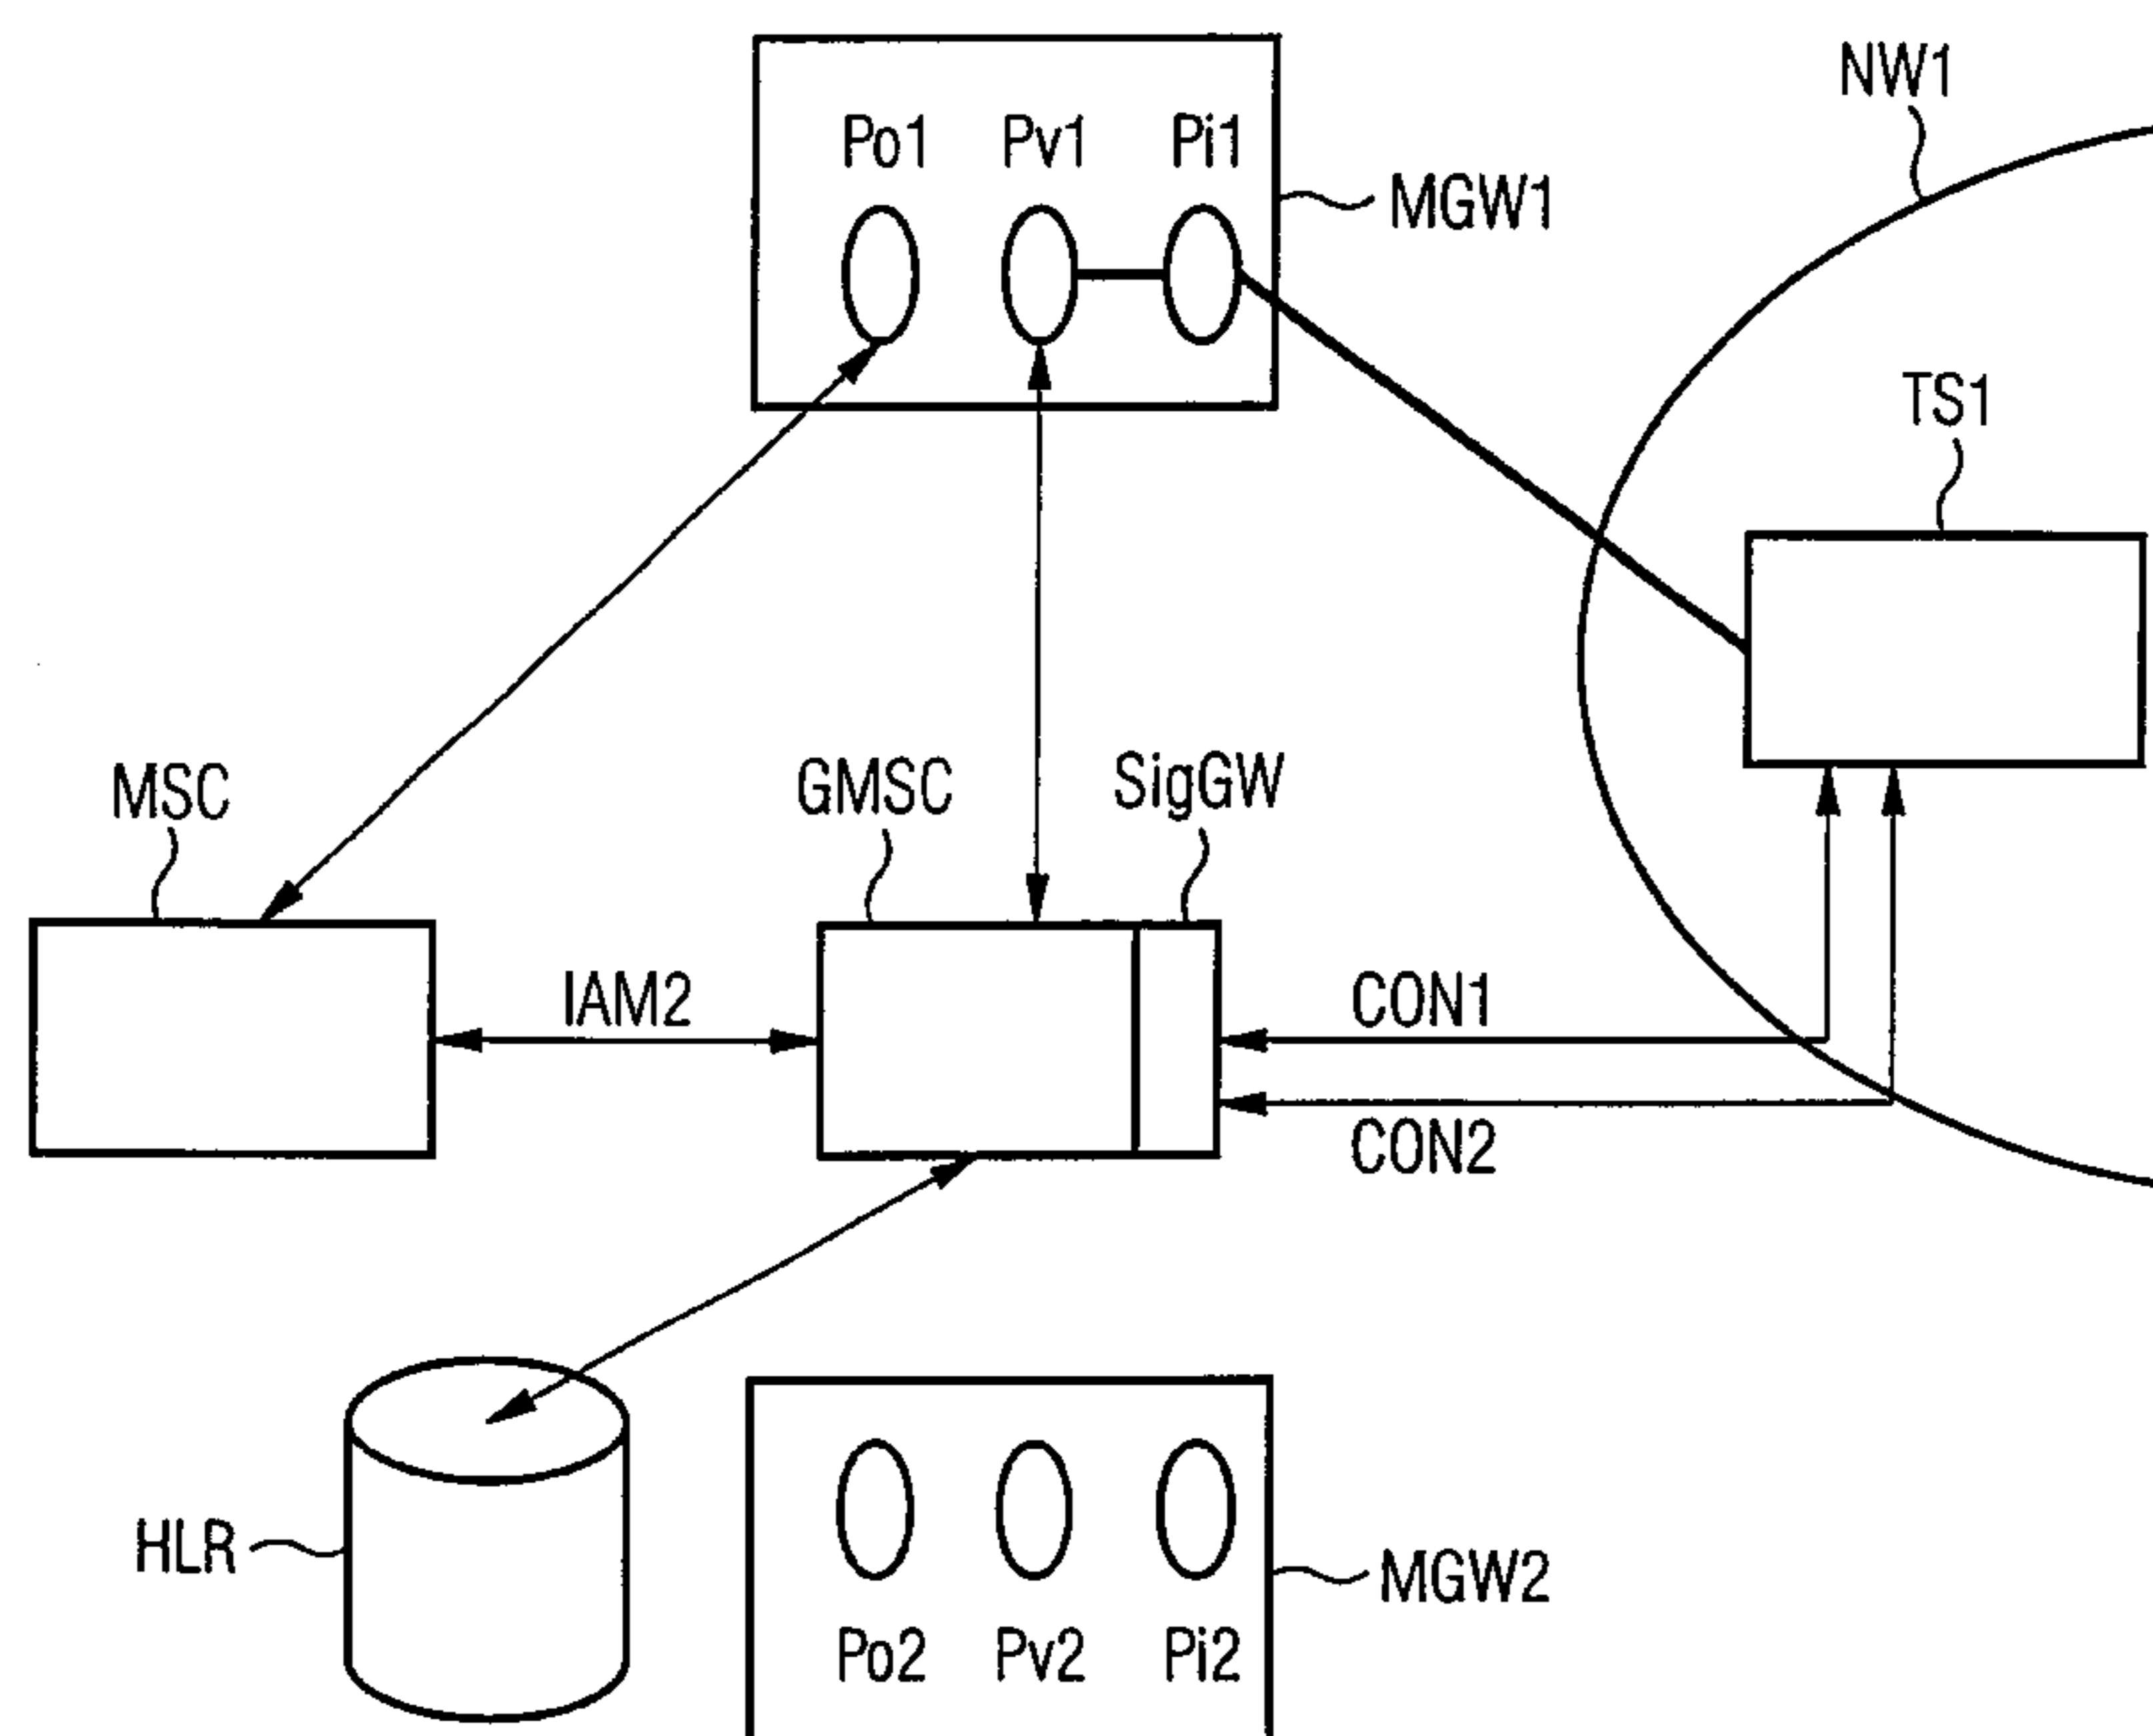 NW1
Po1 Pv1 Pi1
MGW1
TS1
MSC
GMSC
SigGW
IAM2
CON1
CON2
HLR
MGW2
Po2 Pv2 Pi2